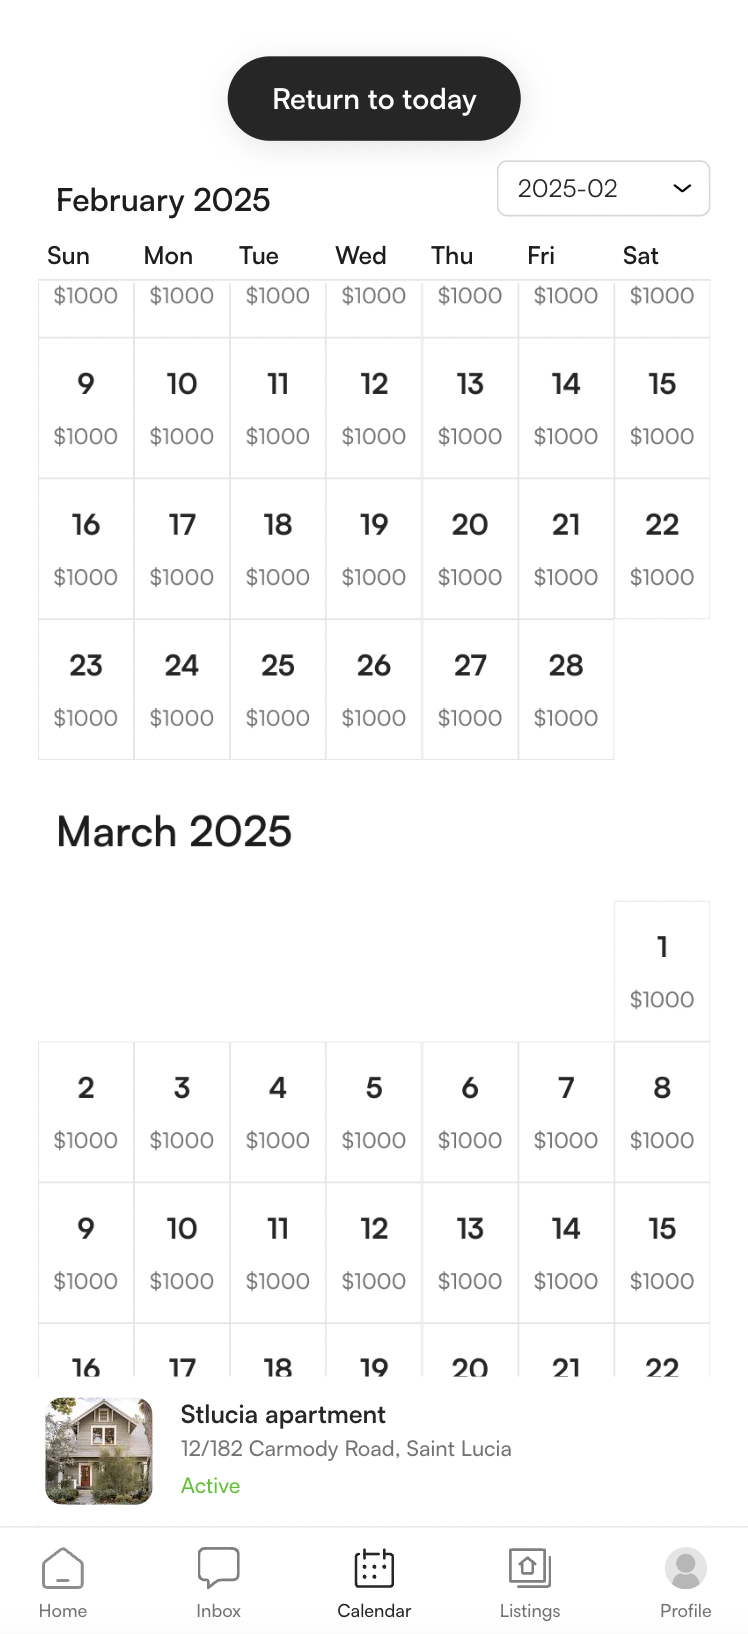 Return to today
February 2025
2025-02
Sun Mon Tue Wed Thu Fri Sat
$1000 $1000 $1000 $1000 $1000 $1000 $1000
9 10 11 12 13 14 15
$1000 $1000 $1000 $1000 $1000 $1000 $1000
16 17 18 19 20 21 22
$1000 $1000 $1000 $1000 $1000 $1000 $1000
23 24 25 26 27 28
$1000 $1000 $1000 $1000 $1000 $1000
March 2025
1
$1000
2 3 4 5 6 7 8
$1000 $1000 $1000 $1000 $1000 $1000 $1000
9 10 11 12 13 14 15
$1000 $1000 $1000 $1000 $1000 $1000 $1000
16 17 18 19 20 21 22
Stlucia apartment
12/182 Carmody Road, Saint Lucia
Active
Home Inbox Calendar Listings Profile